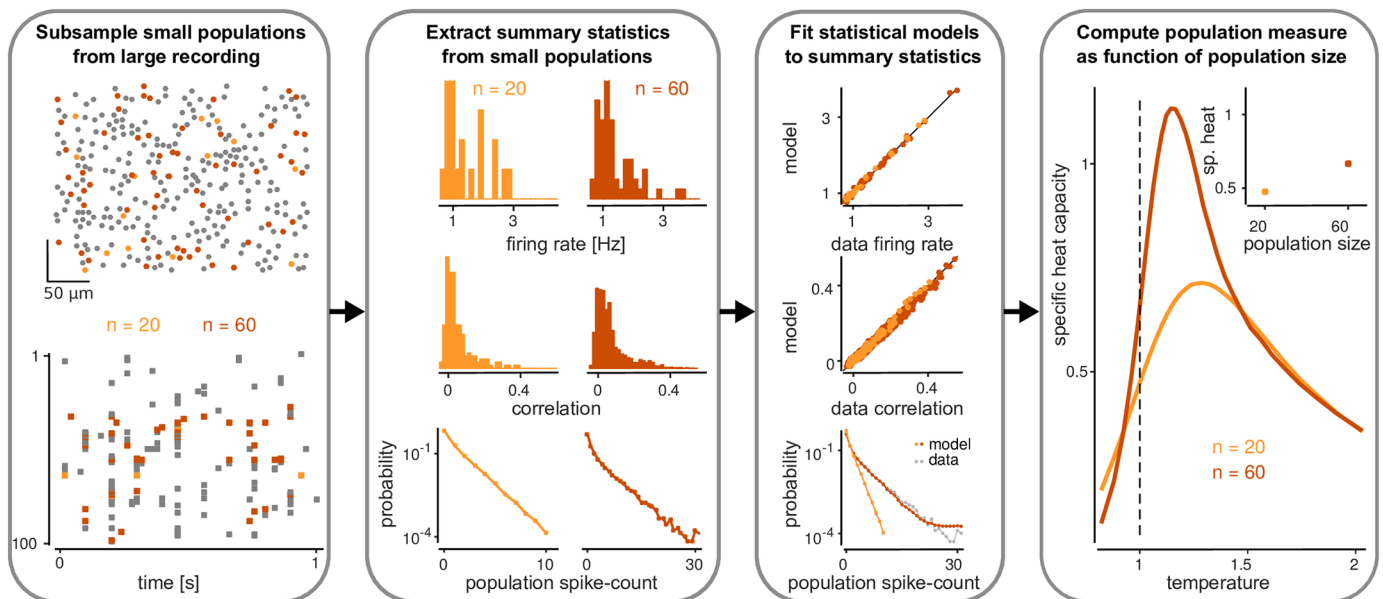 Subsample small populations
from large recording
50 μm
n = 20 n = 60
1
100
0 1
time [s]
Extract summary statistics
from small populations
n = 20 n = 60
1 3 1 3
firing rate [Hz]
0 0.4 0 0.4
correlation
probability
10⁻¹
10⁻⁴
0 10 0 30
population spike-count
Fit statistical models
to summary statistics
model
3
1
1 3
data firing rate
model
0.4
0
0 0.4
data correlation
probability
10⁻¹
10⁻⁴
model
data
0 30
population spike-count
Compute population measure
as function of population size
specific heat capacity
1
0.5
sp. heat
1
0.5
20 60
population size
n = 20
n = 60
1 1.5 2
temperature